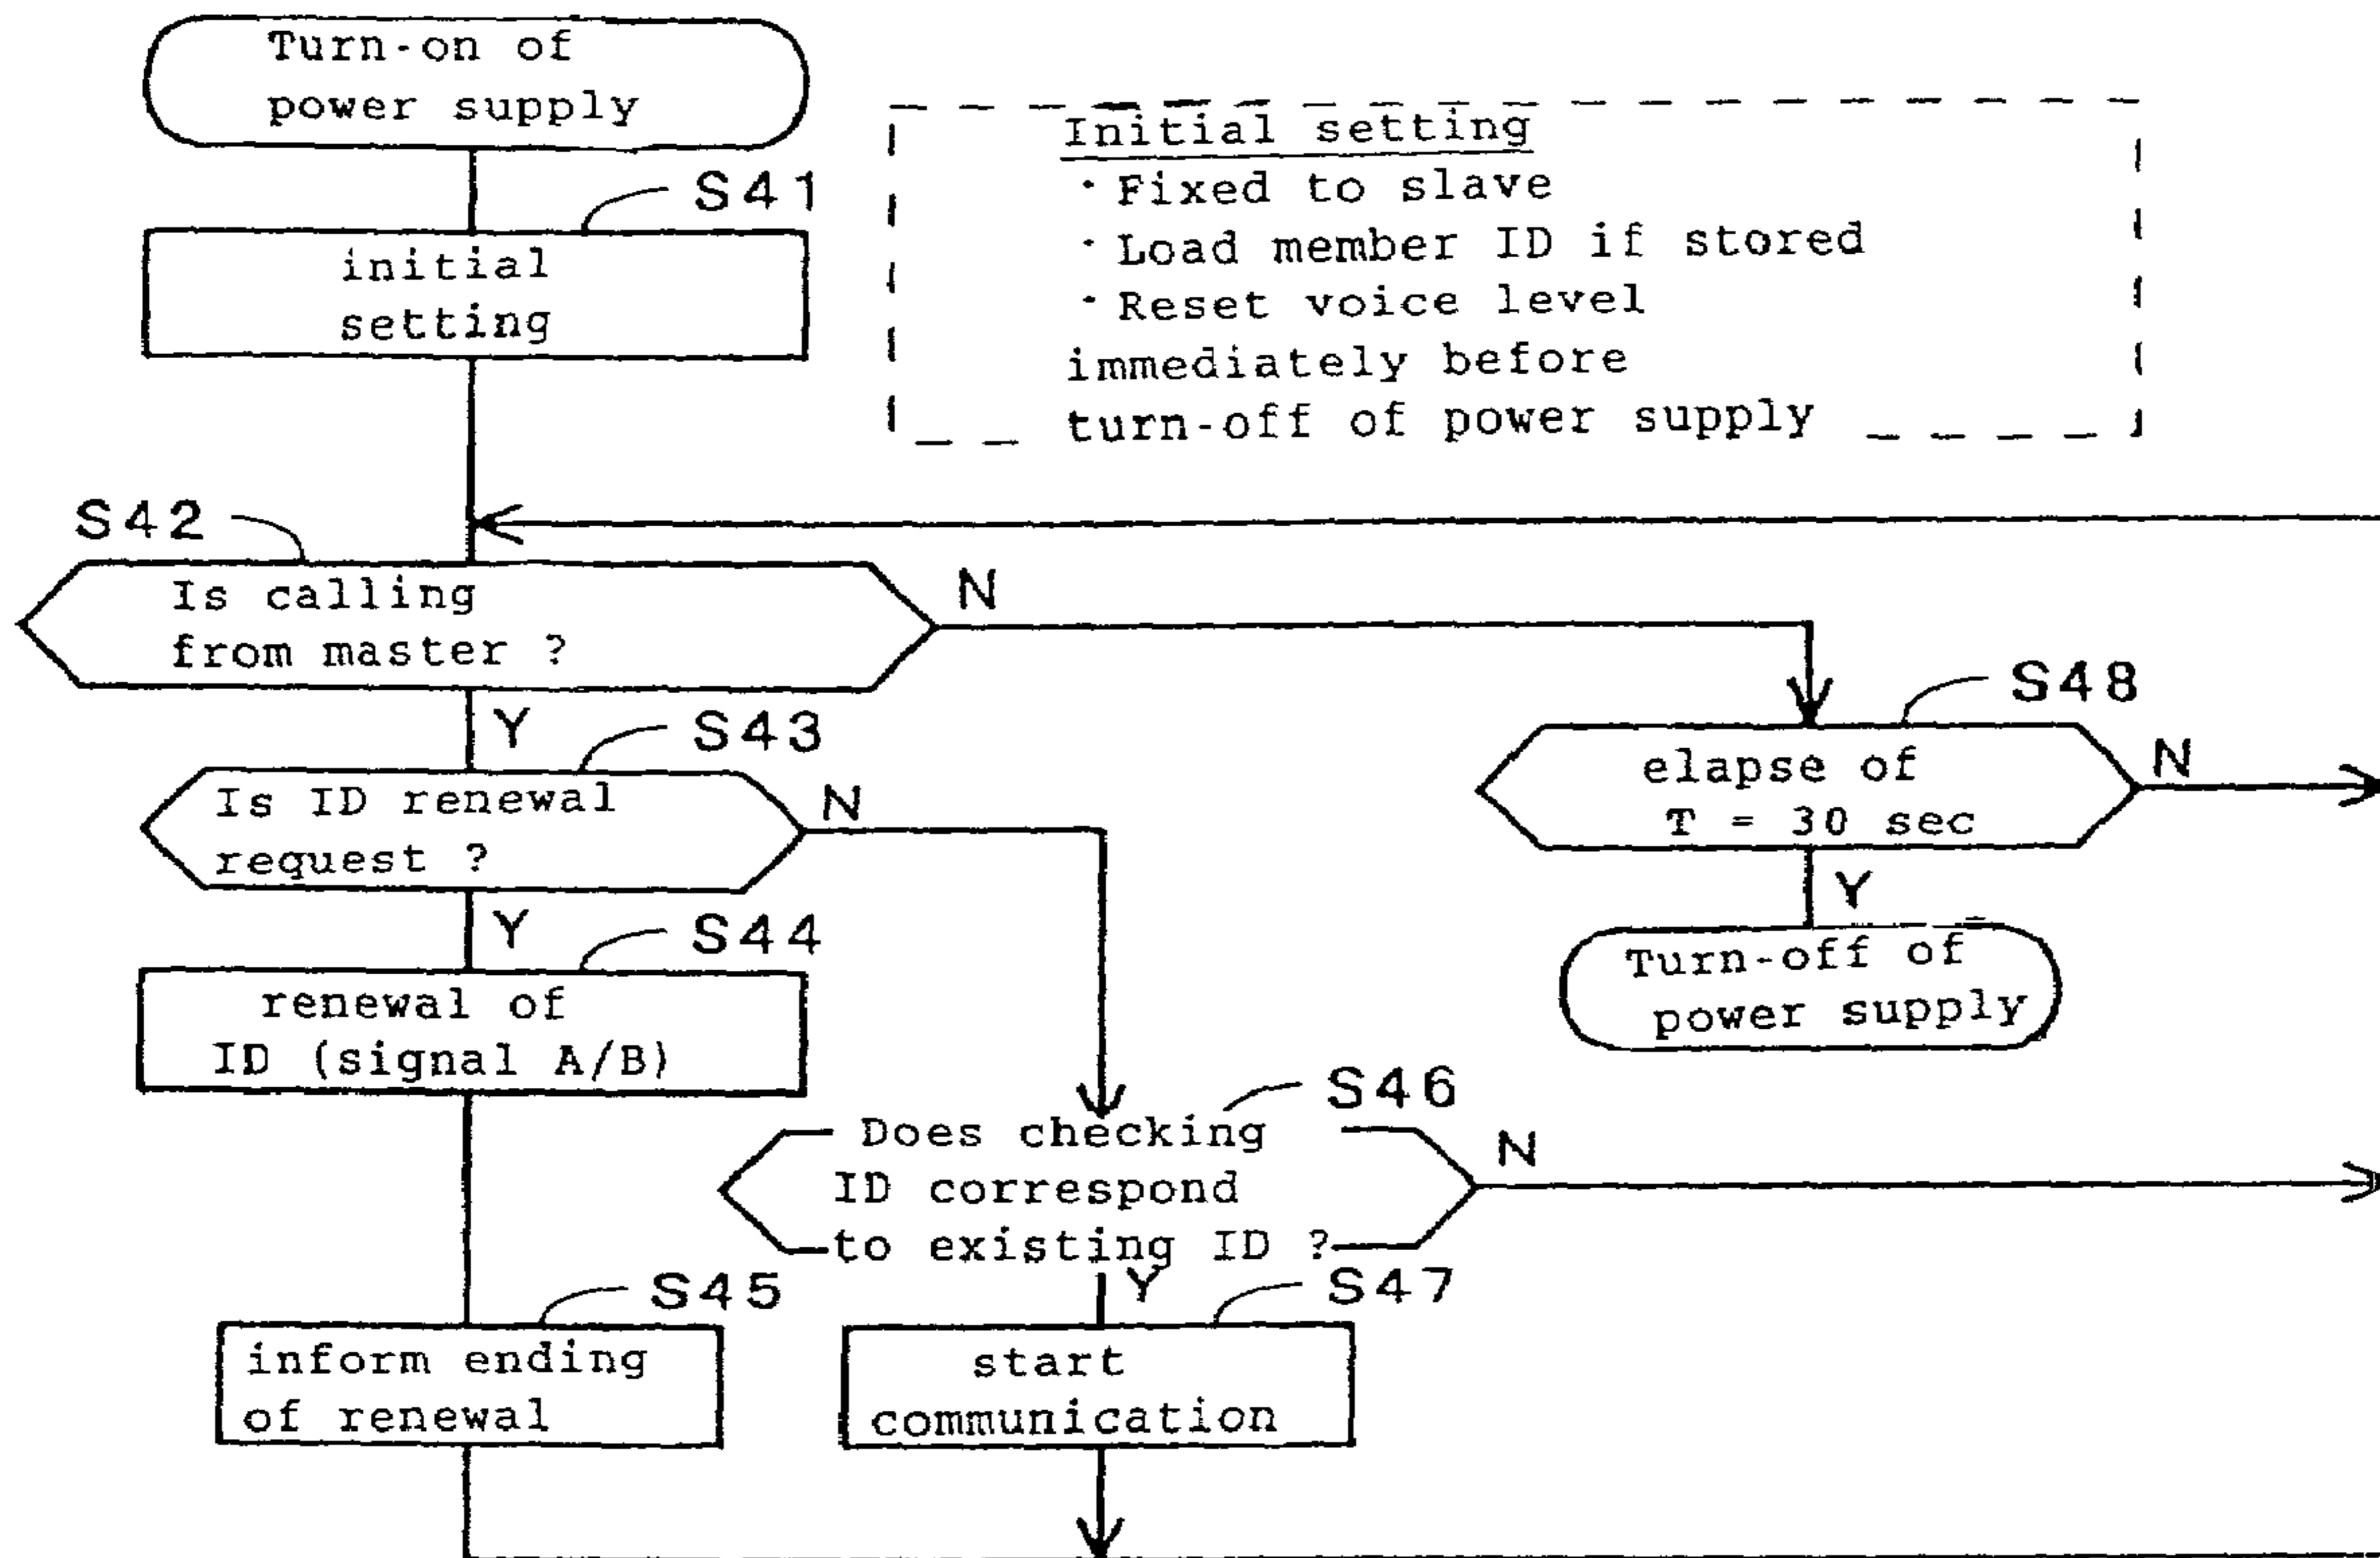 Turn-on of
power supply
S41
initial
setting
Initial setting
· Fixed to slave
· Load member ID if stored
· Reset voice level
immediately before
turn-off of power supply
S42
Is calling
from master ?
N
Y
S48
elapse of
T = 30 sec
N
Y
Turn-off of
power supply
S43
Is ID renewal
request ?
N
Y
S44
renewal of
ID (signal A/B)
S46
Does checking
ID correspond
to existing ID ?
N
Y
S45
inform ending
of renewal
S47
start
communication